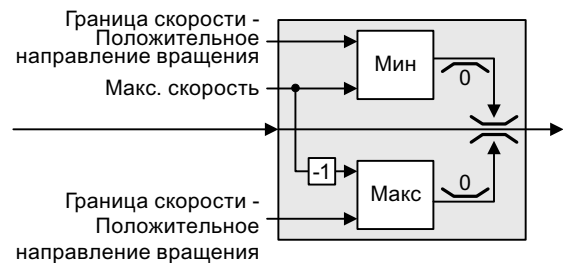 Граница скорости -
Положительное
направление вращения
Мин
0
Макс. скорость
-1
Макс
0
Граница скорости -
Положительное
направление вращения